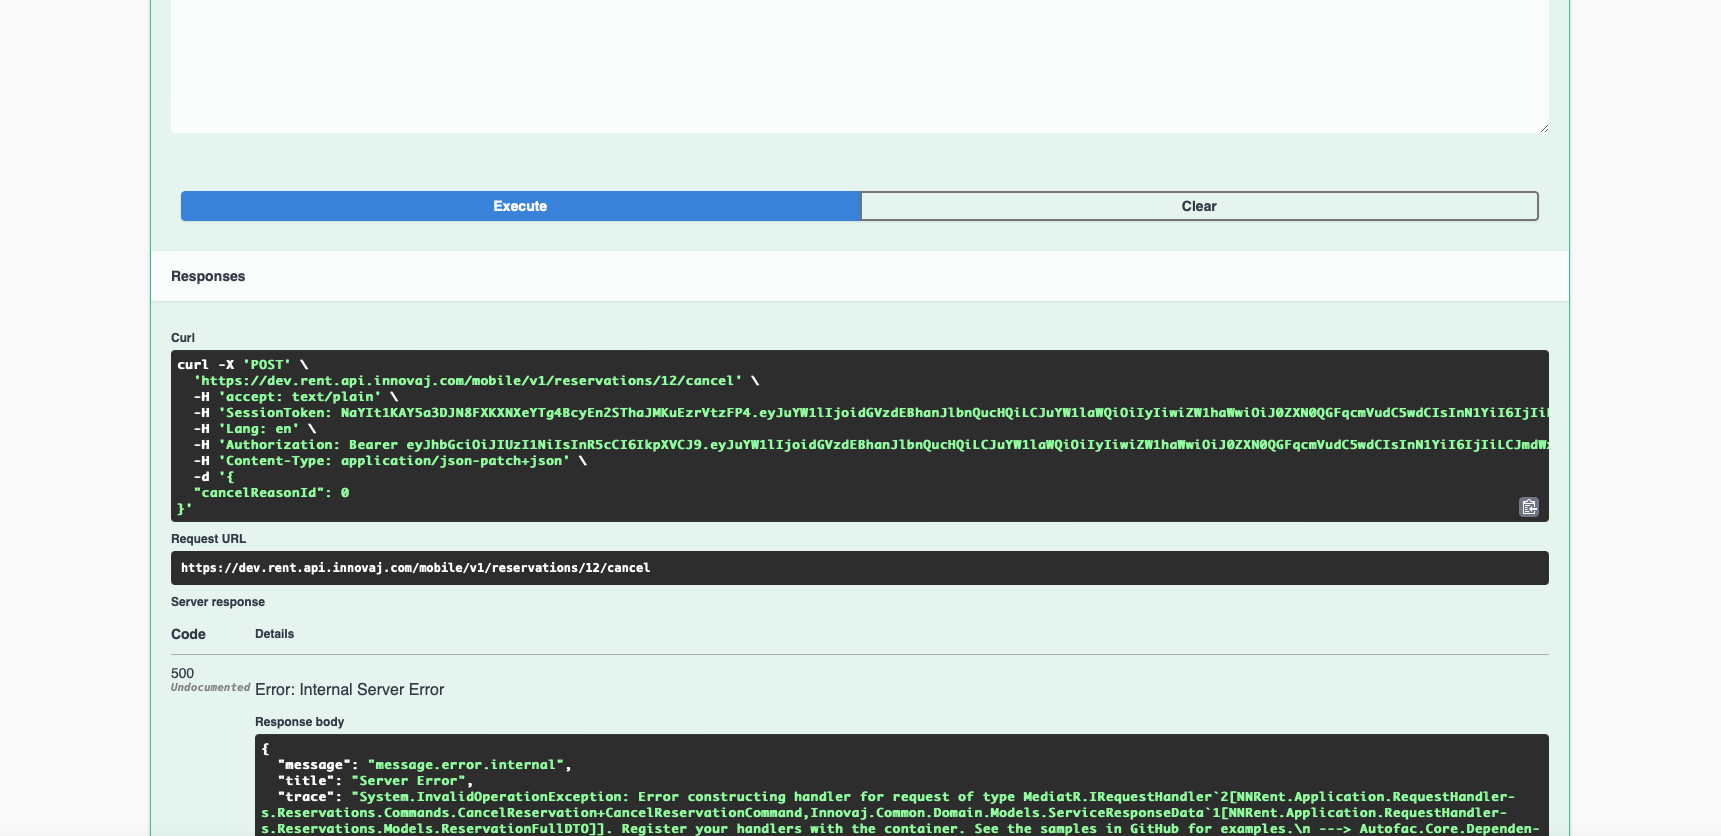 Execute
Clear
Responses
Curl
curl -X 'POST' \
'https://dev.rent.api.innovaj.com/mobile/v1/reservations/12/cancel' \
-H 'accept: text/plain' \
-H 'SessionToken: NaYIt1KAY5a3DJN8FXKXNXeYTg4BcyEn2SThaJMKuEzrVtzFP4.eyJuYW1lIjoidGVzdEBhanJlbnQucHQiLCJuYW1laWQiOiIyIiwiZW1haWwiOiJ0ZXN0QGFqcmVudC5wdCIsInN1YiI6IjIi
-H 'Lang: en' \
-H 'Authorization: Bearer eyJhbGciOiJIUzI1NiIsInR5cCI6IkpXVCJ9.eyJuYW1lIjoidGVzdEBhanJlbnQucHQiLCJuYW1laWQiOiIyIiwiZW1haWwiOiJ0ZXN0QGFqcmVudC5wdCIsInN1YiI6IjIiLCJmdW
-H 'Content-Type: application/json-patch+json' \
-d '{
"cancelReasonId": 0
}'
Request URL
https://dev.rent.api.innovaj.com/mobile/v1/reservations/12/cancel
Server response
Code Details
500
Undocumented Error: Internal Server Error
Response body
{
"message": "message.error.internal",
"title": "Server Error",
"trace": "System.InvalidOperationException: Error constructing handler for request of type MediatR.IRequestHandler`2[NNRent.Application.RequestHandler-
s.Reservations.Commands.CancelReservation+CancelReservationCommand,Innovaj.Common.Domain.Models.ServiceResponseData`1[NNRent.Application.RequestHandler-
s.Reservations.Models.ReservationFullDTO]]. Register your handlers with the container. See the samples in GitHub for examples.\n ---> Autofac.Core.Dependen-